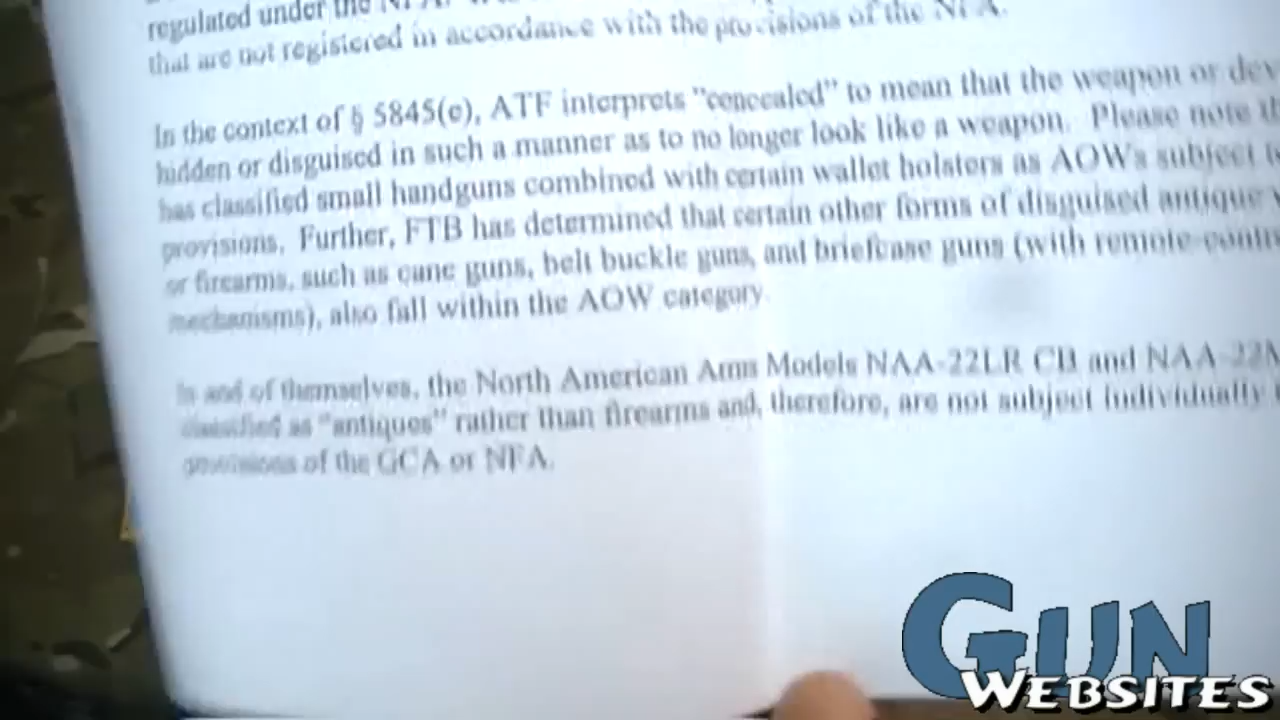 regulated under the NFA.
that are not registered in accordance with the provisions of the NFA.
In the context of § 5845(e), ATF interprets "concealed" to mean that the weapon or
hidden or disguised in such a manner as to no longer look like a weapon. Please note
has classified small handguns combined with certain wallet holsters as AOWs subject
provisions. Further, FTB has determined that certain other forms of disguised antique
or firearms, such as cane guns, belt buckle guns, and briefcase guns (with remote-contr
mechanisms), also fall within the AOW category.
In and of themselves, the North American Arms Models NAA-22LR CB and NAA-22M
classified as "antiques" rather than firearms and, therefore, are not subject individually
provisions of the GCA or NFA.
GUN
WEBSITES